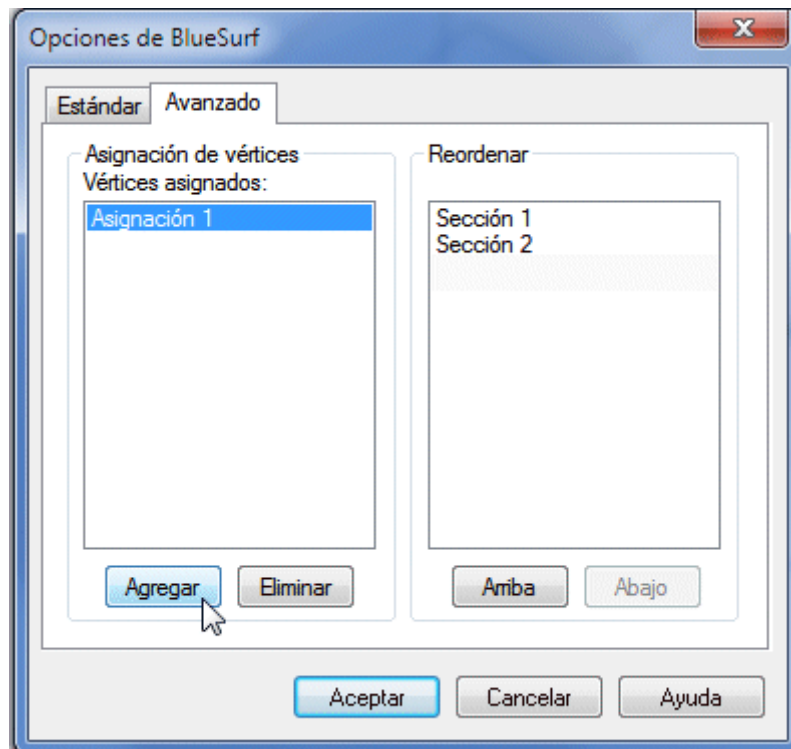 Opciones de BlueSurf
Estándar
Avanzado
Asignación de vértices
Vértices asignados:
Asignación 1
Agregar
Eliminar
Reordenar
Sección 1
Sección 2
Arriba
Abajo
Aceptar
Cancelar
Ayuda